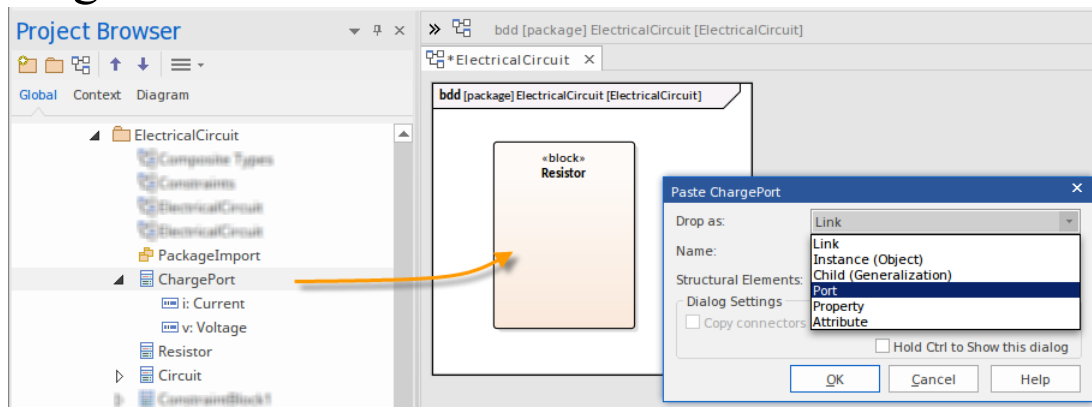 Project Browser
Global Context Diagram
ElectricalCircuit
PackageImport
ChargePort
i: Current
v: Voltage
Resistor
Circuit
bdd [package] ElectricalCircuit [ElectricalCircuit]
*ElectricalCircuit
bdd [package] ElectricalCircuit [ElectricalCircuit]
«block»
Resistor
Paste ChargePort
Drop as: Link
Link
Name:
Instance (Object)
Child (Generalization)
Structural Elements:
Port
Dialog Settings
Property
Copy connectors
Attribute
Hold Ctrl to Show this dialog
OK Cancel Help